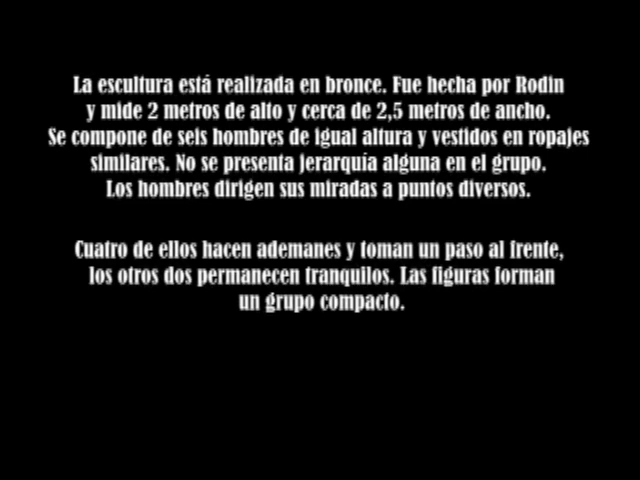 La escultura está realizada en bronce. Fue hecha por Rodin
y mide 2 metros de alto y cerca de 2,5 metros de ancho.
Se compone de seis hombres de igual altura y vestidos en ropajes
similares. No se presenta jerarquía alguna en el grupo.
Los hombres dirigen sus miradas a puntos diversos.
Cuatro de ellos hacen ademanes y toman un paso al frente,
los otros dos permanecen tranquilos. Las figuras forman
un grupo compacto.